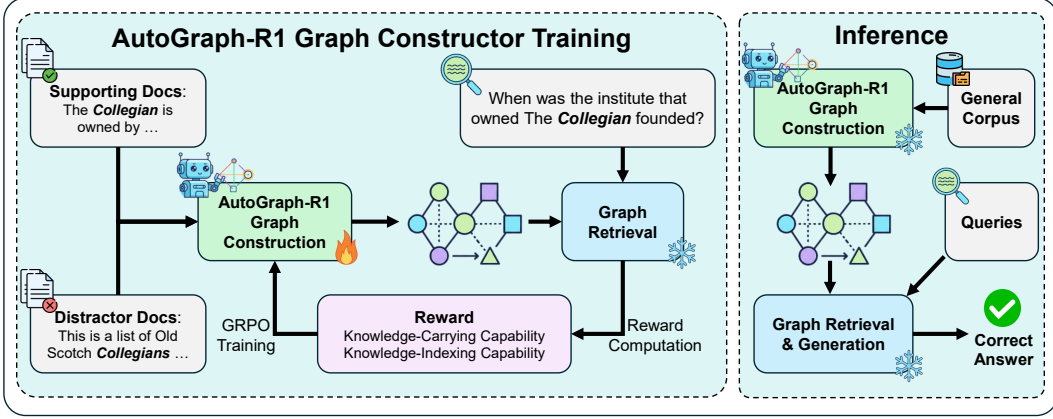 AutoGraph-R1 Graph Constructor Training
Supporting Docs:
The Collegian is
owned by …
When was the institute that
owned The Collegian founded?
AutoGraph-R1
Graph
Construction
Graph
Retrieval
Distractor Docs:
This is a list of Old
Scotch Collegians …
GRPO
Training
Reward
Knowledge-Carrying Capability
Knowledge-Indexing Capability
Reward
Computation
Inference
AutoGraph-R1
Graph
Construction
General
Corpus
Queries
Graph Retrieval
& Generation
Correct
Answer